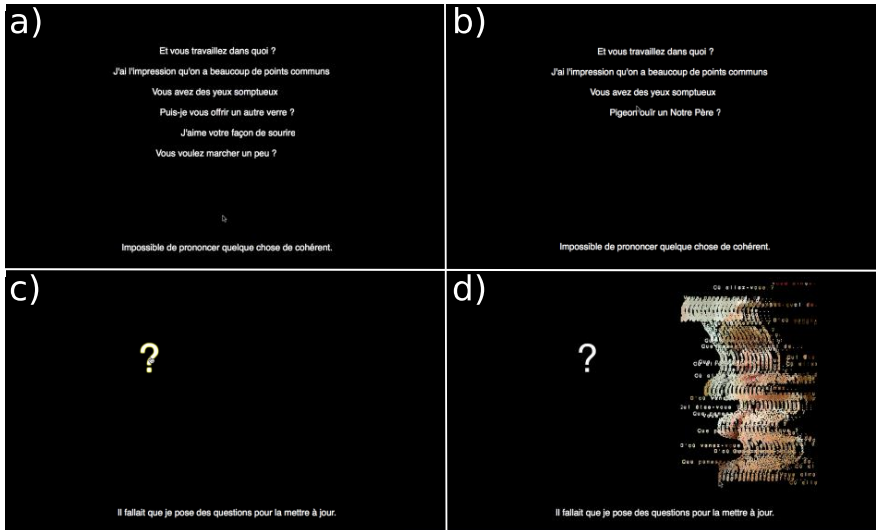 a)
Et vous travaillez dans quoi ?
J'ai l'impression qu'on a beaucoup de points communs
Vous avez des yeux somptueux
Puis-je vous offrir un autre verre ?
J'aime votre façon de sourire
Vous voulez marcher un peu ?
Impossible de prononcer quelque chose de cohérent.
b)
Et vous travaillez dans quoi ?
J'ai l'impression qu'on a beaucoup de points communs
Vous avez des yeux somptueux
Pigeon ouïr un Notre Père ?
Impossible de prononcer quelque chose de cohérent.
c)
?
Il fallait que je pose des questions pour la mettre à jour.
d)
Où allez-vous ?
?
Il fallait que je pose des questions pour la mettre à jour.